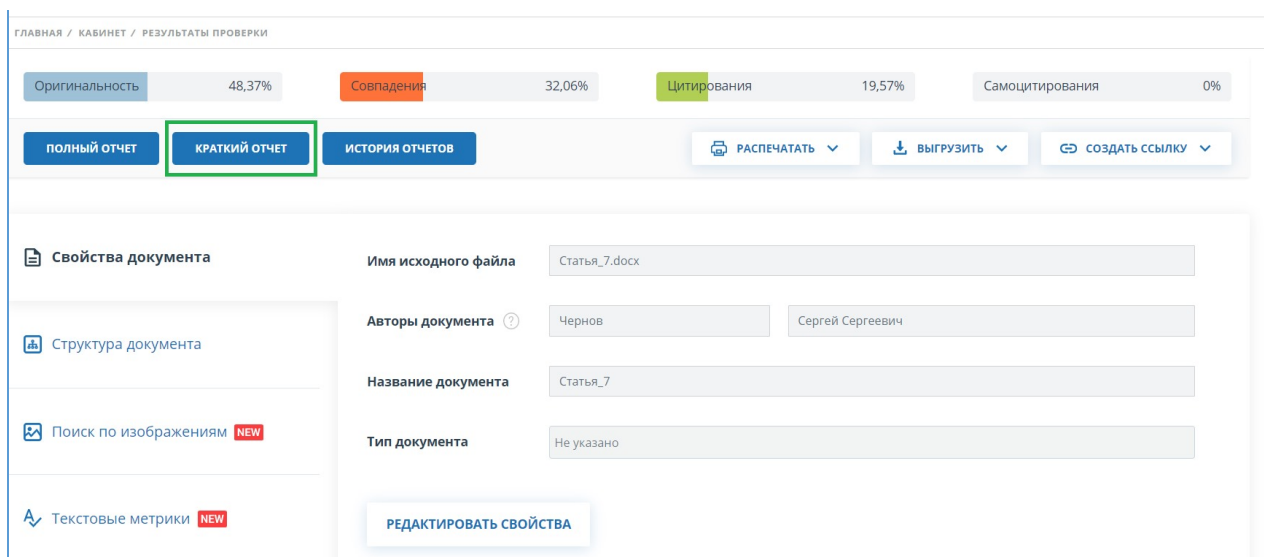 ГЛАВНАЯ / КАБИНЕТ / РЕЗУЛЬТАТЫ ПРОВЕРКИ
Оригинальность 48,37% Совпадения 32,06% Цитирования 19,57% Самоцитирования 0%
ПОЛНЫЙ ОТЧЕТ КРАТКИЙ ОТЧЕТ ИСТОРИЯ ОТЧЕТОВ РАСПЕЧАТАТЬ ВЫГРУЗИТЬ СОЗДАТЬ ССЫЛКУ
Свойства документа
Структура документа
Поиск по изображениям NEW
Текстовые метрики NEW
Имя исходного файла Статья_7.docx
Авторы документа ? Чернов Сергей Сергеевич
Название документа Статья_7
Тип документа Не указано
РЕДАКТИРОВАТЬ СВОЙСТВА